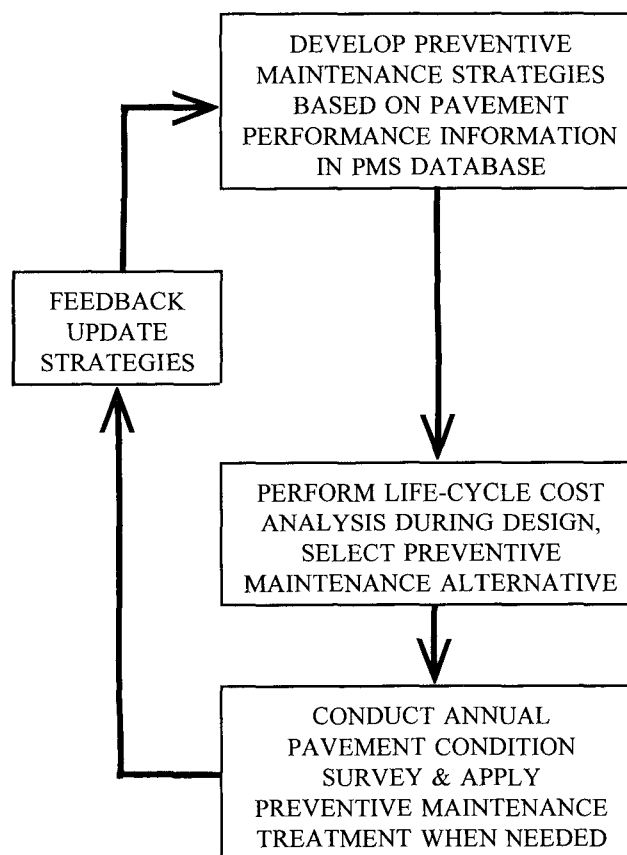 DEVELOP PREVENTIVE
MAINTENANCE STRATEGIES
BASED ON PAVEMENT
PERFORMANCE INFORMATION
IN PMS DATABASE
FEEDBACK
UPDATE
STRATEGIES
PERFORM LIFE-CYCLE COST
ANALYSIS DURING DESIGN,
SELECT PREVENTIVE
MAINTENANCE ALTERNATIVE
CONDUCT ANNUAL
PAVEMENT CONDITION
SURVEY & APPLY
PREVENTIVE MAINTENANCE
TREATMENT WHEN NEEDED